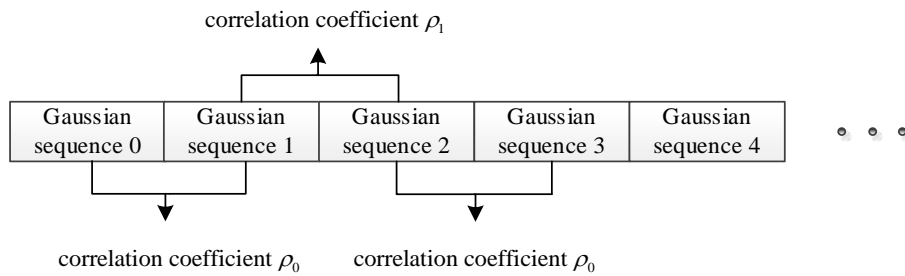 correlation coefficient ρ₁
Gaussian sequence 0
Gaussian sequence 1
Gaussian sequence 2
Gaussian sequence 3
Gaussian sequence 4
correlation coefficient ρ₀
correlation coefficient ρ₀